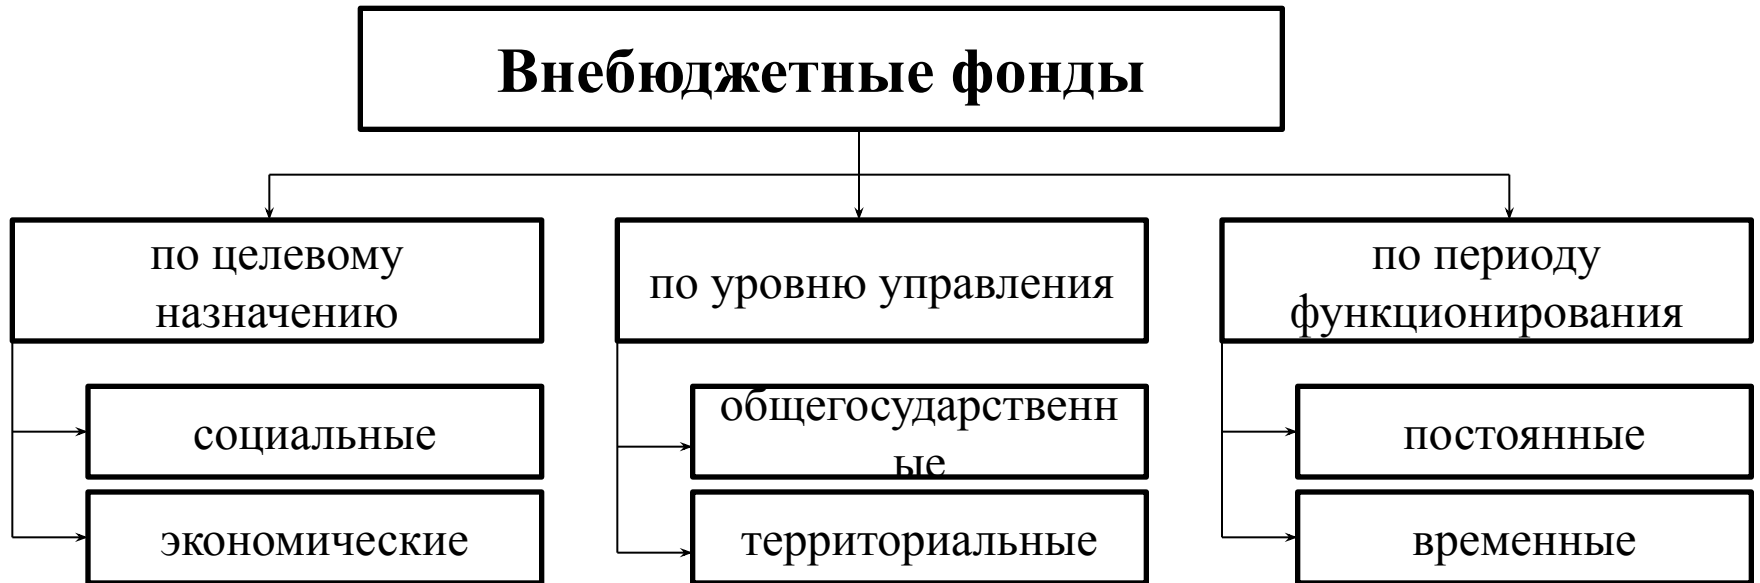 Внебюджетные фонды
по целевому
назначению
социальные
экономические
по уровню управления
общегосударственн
ые
территориальные
по периоду
функционирования
постоянные
временные